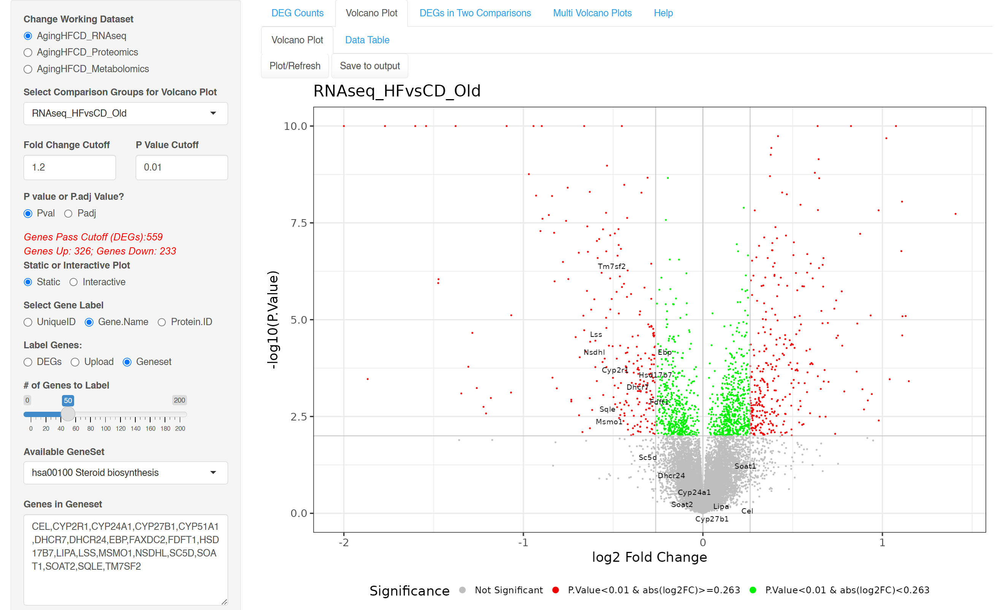 Change Working Dataset
AgingHFCD_RNAseq
AgingHFCD_Proteomics
AgingHFCD_Metabolomics
Select Comparison Groups for Volcano Plot
RNAseq_HFvsCD_Old
Fold Change Cutoff
P Value Cutoff
1.2
0.01
P value or P.adj Value?
Pval Padj
Genes Pass Cutoff (DEGs):559
Genes Up: 326; Genes Down: 233
Static or Interactive Plot
Static Interactive
Select Gene Label
UniqueID Gene.Name Protein.ID
Label Genes:
DEGs Upload Geneset
# of Genes to Label
0 50 200
0 20 40 60 80 100 120 140 160 180 200
Available GeneSet
hsa00100 Steroid biosynthesis
Genes in Geneset
CEL,CYP2R1,CYP24A1,CYP27B1,CYP51A1
,DHCR7,DHCR24,EBP,FAXDC2,FDFT1,HSD
17B7,LIPA,LSS,MSMO1,NSDHL,SC5D,SOA
T1,SOAT2,SQLE,TM7SF2
DEG Counts Volcano Plot DEGs in Two Comparisons Multi Volcano Plots Help
Volcano Plot Data Table
Plot/Refresh Save to output
RNAseq_HFvsCD_Old
-log10(P.Value)
10.0
7.5
5.0
2.5
0.0
Tm7sf2
Lss
Nsdhl
Ebp
Cyp2r1
Hsd17b7
Dhcr7
Fdft1
Sqle
Msmo1
Sc5d
Soat1
Dhcr24
Cyp24a1
Soat2
Lipa
Cel
Cyp27b1
-2 -1 0 1
log2 Fold Change
Significance Not Significant P.Value<0.01 & abs(log2FC)>=0.263 P.Value<0.01 & abs(log2FC)<0.263